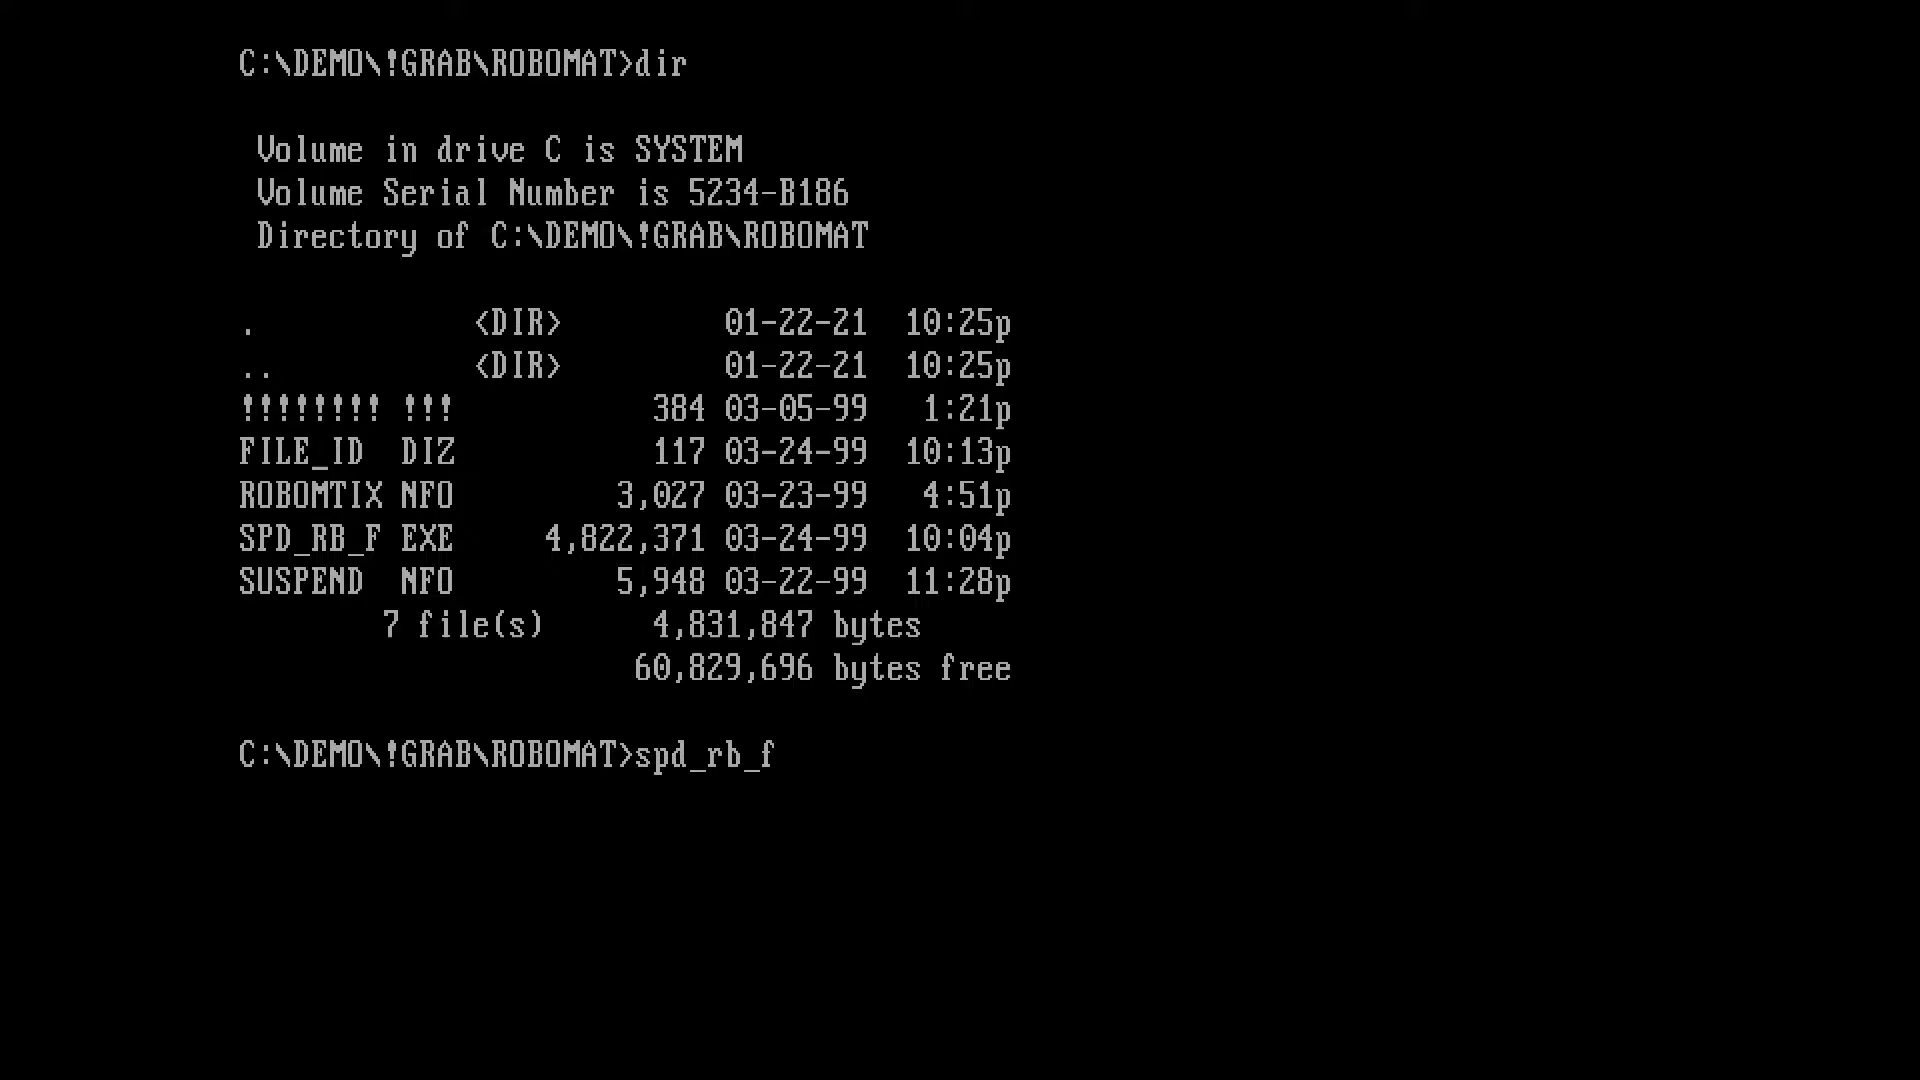 C:\DEMO\!GRAB\ROBOMAT>dir
Volume in drive C is SYSTEM
Volume Serial Number is 5234-B186
Directory of C:\DEMO\!GRAB\ROBOMAT
. <DIR> 01-22-21 10:25p
.. <DIR> 01-22-21 10:25p
!!!!!!!! !!! 384 03-05-99 1:21p
FILE_ID DIZ 117 03-24-99 10:13p
ROBOMTIX NFO 3,027 03-23-99 4:51p
SPD_RB_F EXE 4,822,371 03-24-99 10:04p
SUSPEND NFO 5,948 03-22-99 11:28p
7 file(s) 4,831,847 bytes
60,829,696 bytes free
C:\DEMO\!GRAB\ROBOMAT>spd_rb_f